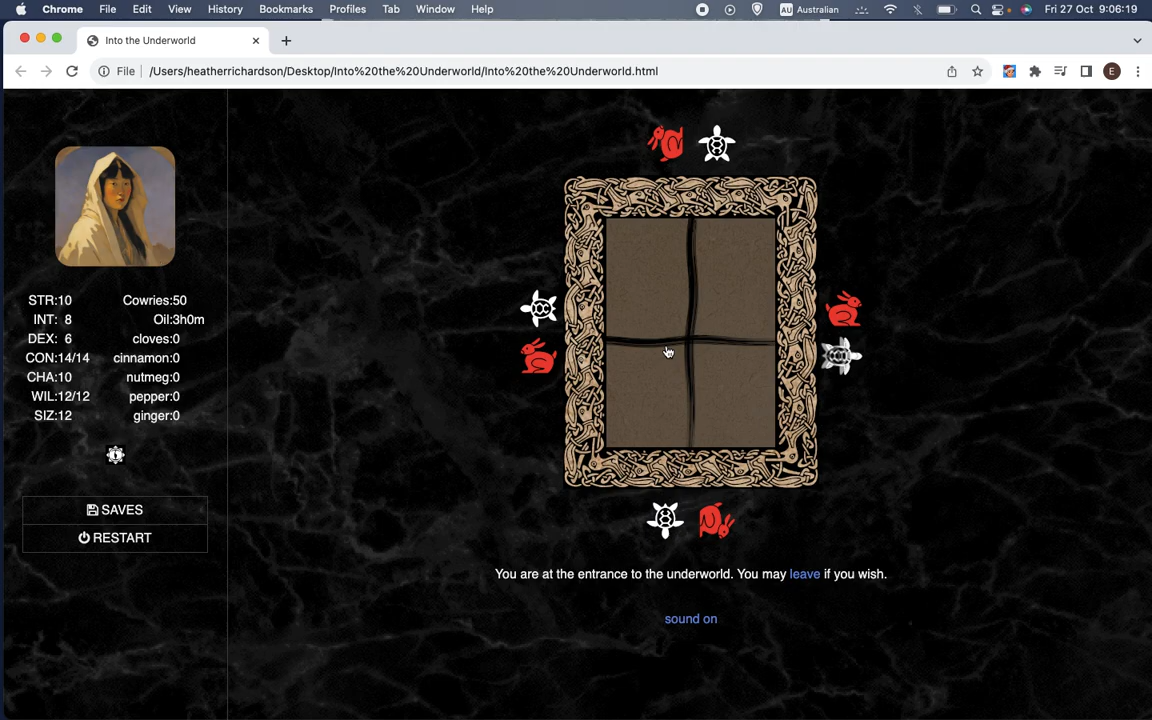 Chrome File Edit View History Bookmarks Profiles Tab Window Help AU Australian Fri 27 Oct 9:06:19
Into the Underworld
File /Users/heatherrichardson/Desktop/Into%20the%20Underworld/Into%20the%20Underworld.html E
STR:10 Cowries:50
INT: 8 Oil:3h0m
DEX: 6 cloves:0
CON:14/14 cinnamon:0
CHA:10 nutmeg:0
WIL:12/12 pepper:0
SIZ:12 ginger:0
SAVES
RESTART
You are at the entrance to the underworld. You may leave if you wish.
sound on